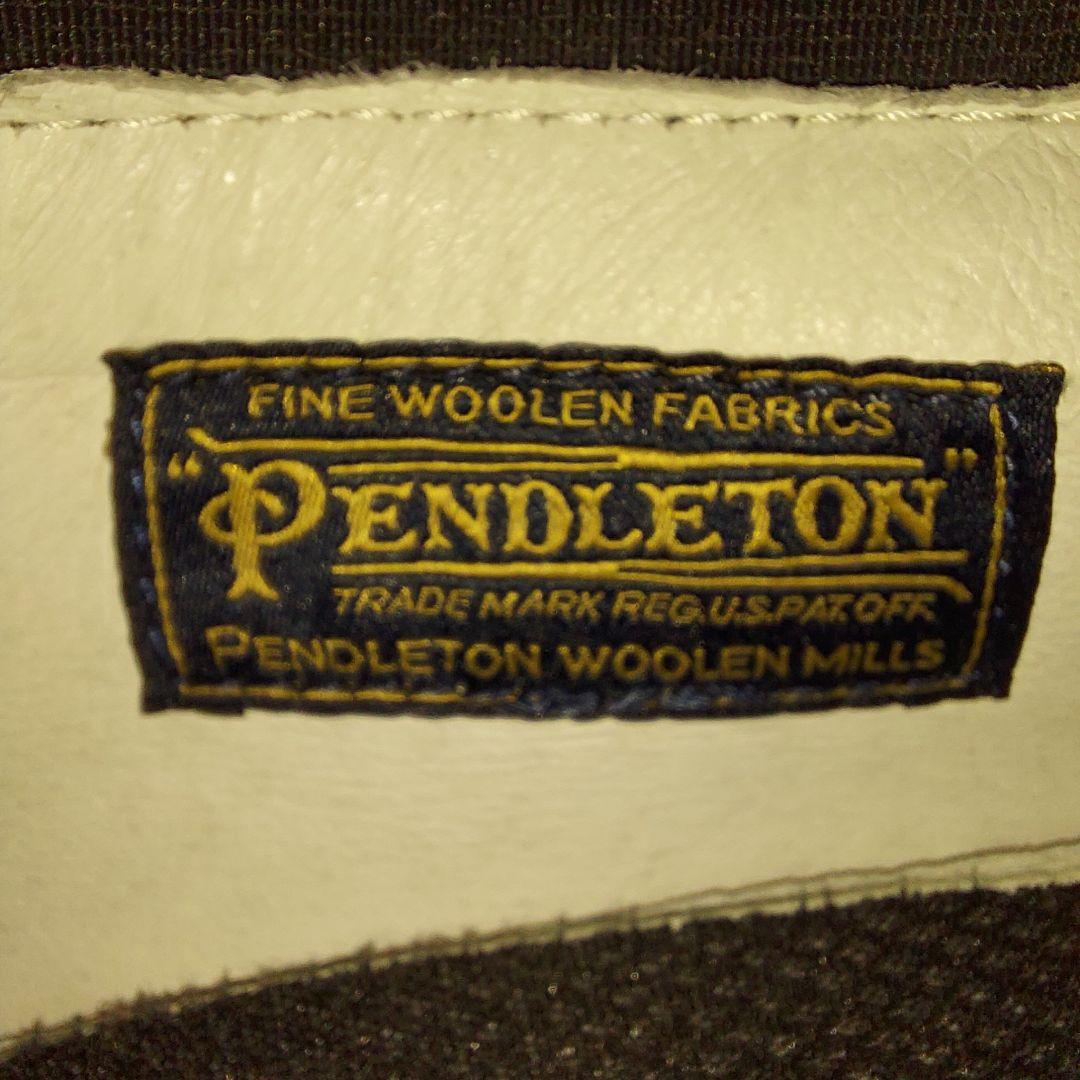 FINE WOOLEN FABRICS
"PENDLETON"
TRADE MARK REG. U.S. PAT. OFF.
PENDLETON WOOLEN MILLS